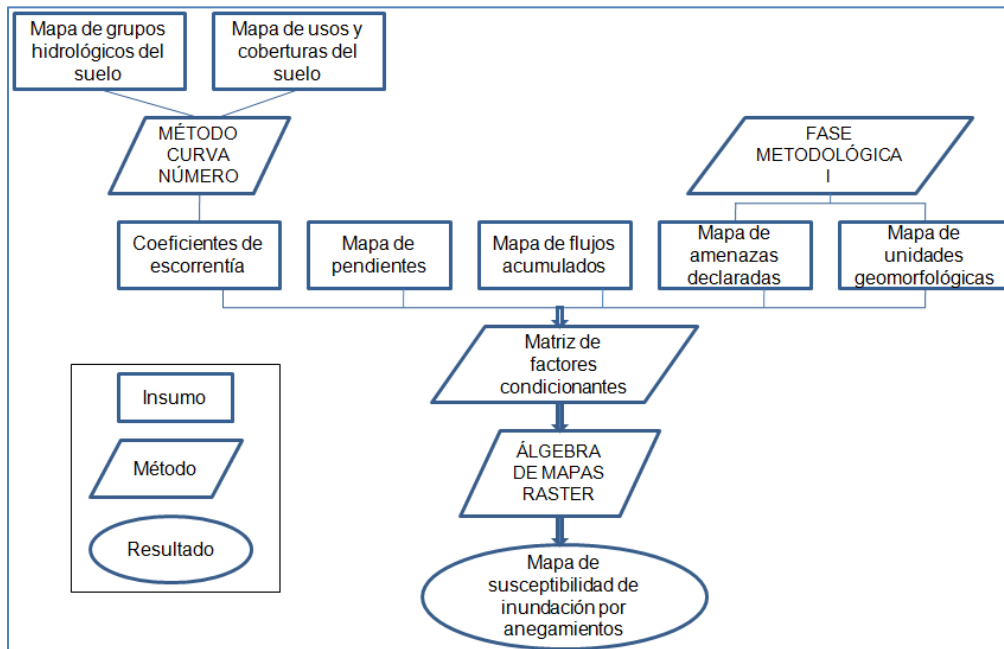 Mapa de grupos
hidrológicos del
suelo
Mapa de usos y
coberturas del
suelo
MÉTODO
CURVA
NÚMERO
FASE
METODOLÓGICA
I
Coeficientes de
escorrentía
Mapa de
pendientes
Mapa de flujos
acumulados
Mapa de
amenazas
declaradas
Mapa de
unidades
geomorfológicas
Matriz de
factores
condicionantes
Insumo
Método
Resultado
ÁLGEBRA
DE MAPAS
RASTER
Mapa de
susceptibilidad de
inundación por
anegamientos